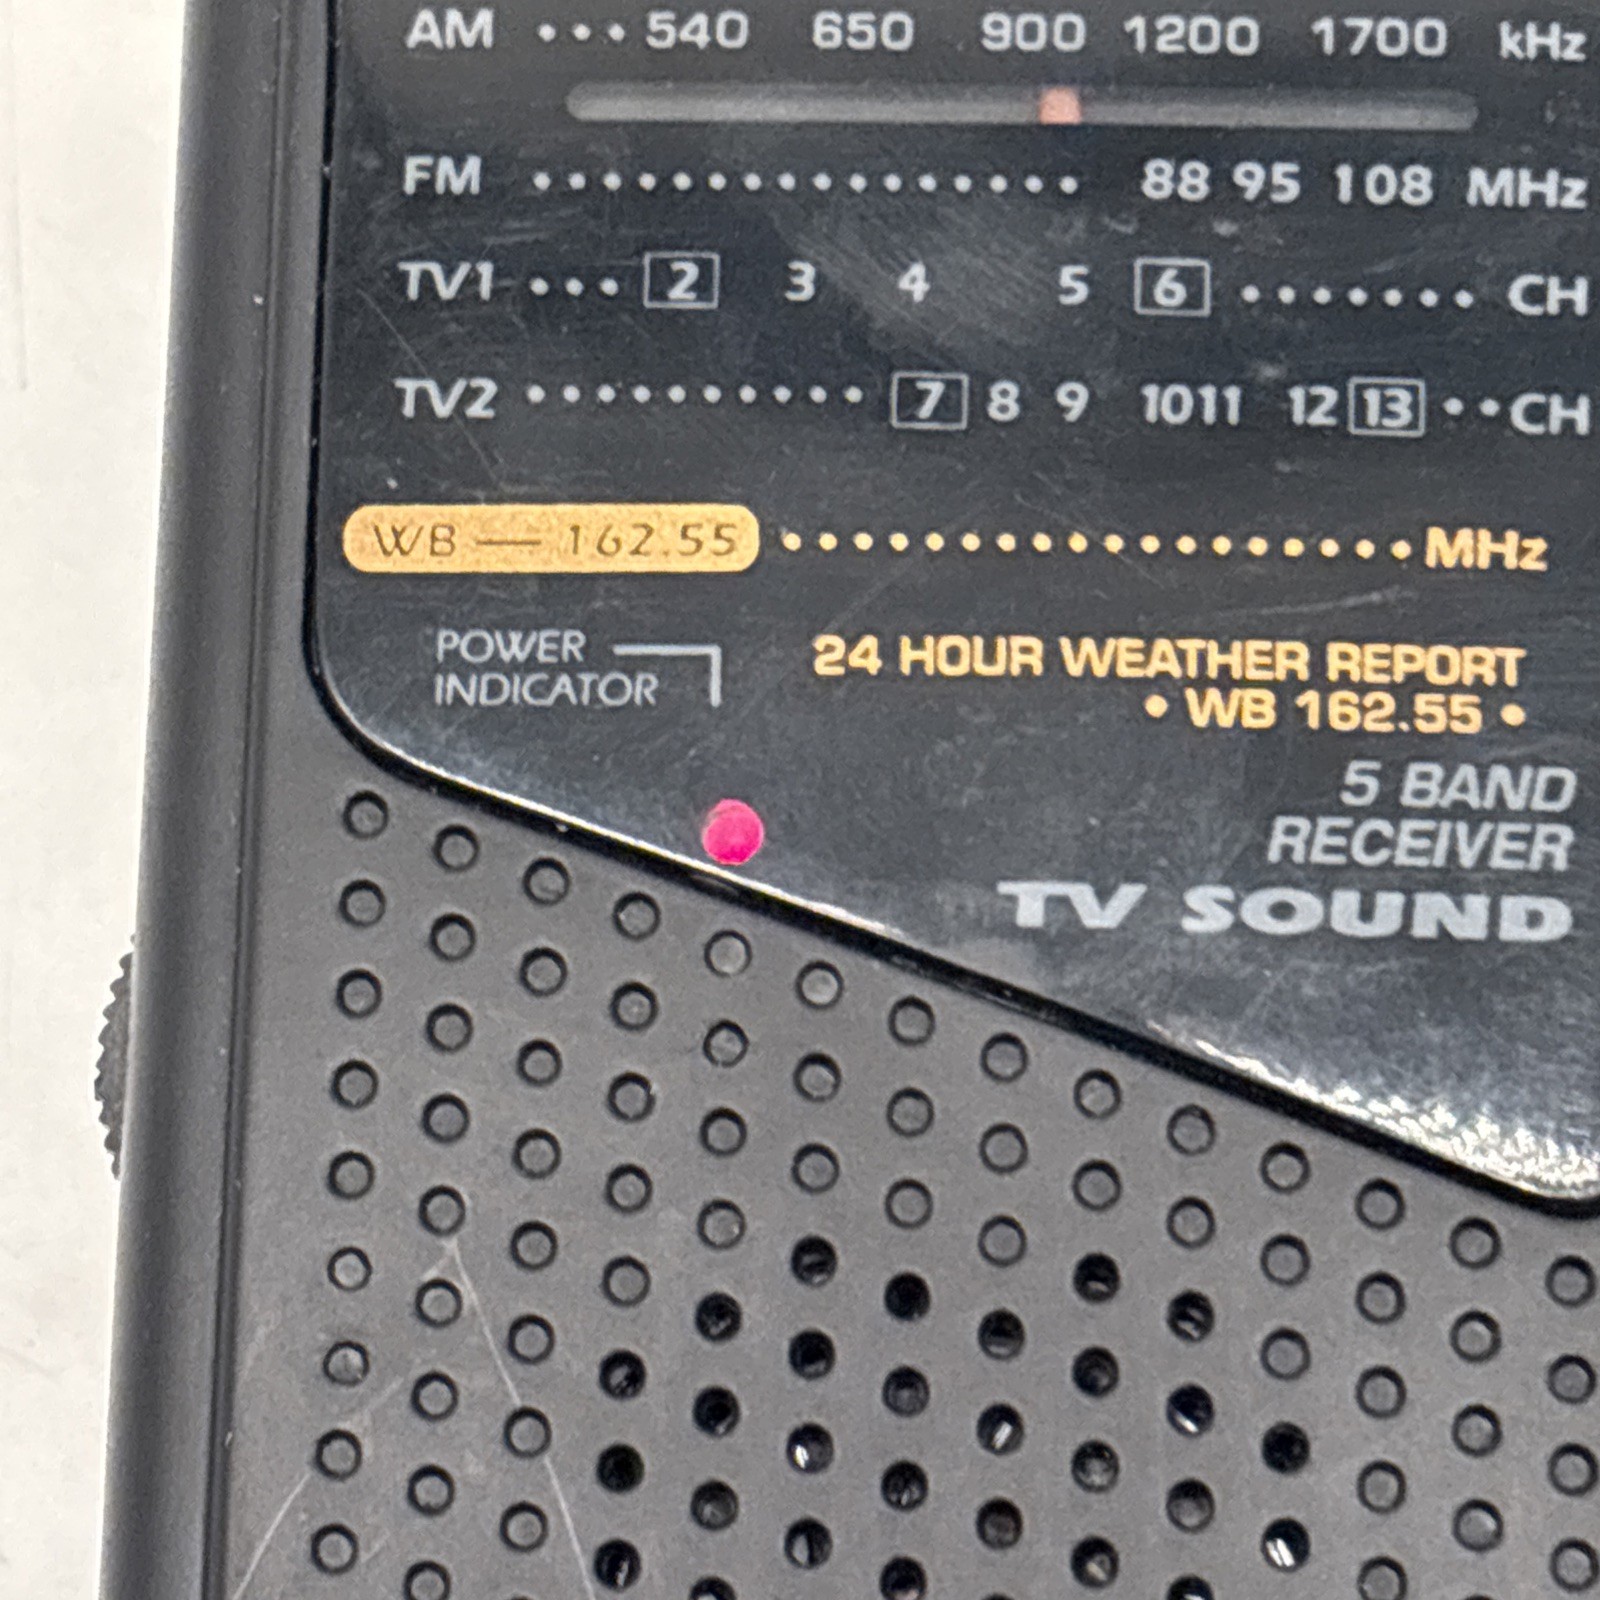 AM ••• 540 650 900 1200 1700 kHz
FM •••••••••••••••• 88 95 108 MHz
TV1 ••• 2 3 4 5 6 ••••••• CH
TV2 •••••••••• 7 8 9 1011 12 13 •• CH
WB — 162.55 •••••••••••••••••• MHz
POWER
INDICATOR
24 HOUR WEATHER REPORT
• WB 162.55 •
5 BAND
RECEIVER
TV SOUND